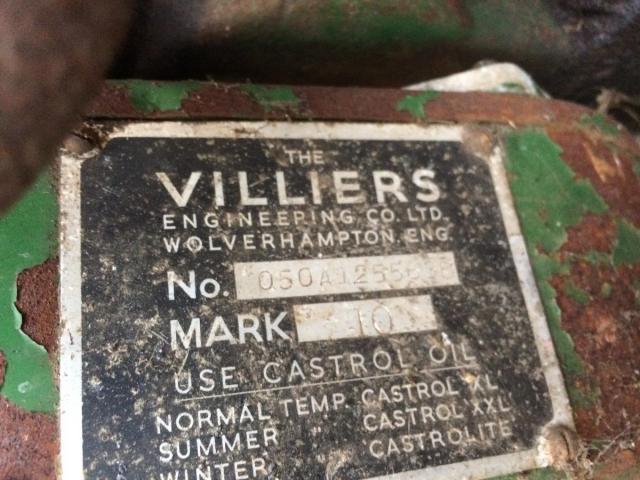 THE
VILLIERS
ENGINEERING CO. LTD.
WOLVERHAMPTON. ENG.
No.
MARK 10
USE CASTROL OIL
NORMAL TEMP. CASTROL XL
SUMMER CASTROL XXL
WINTER CASTROLITE